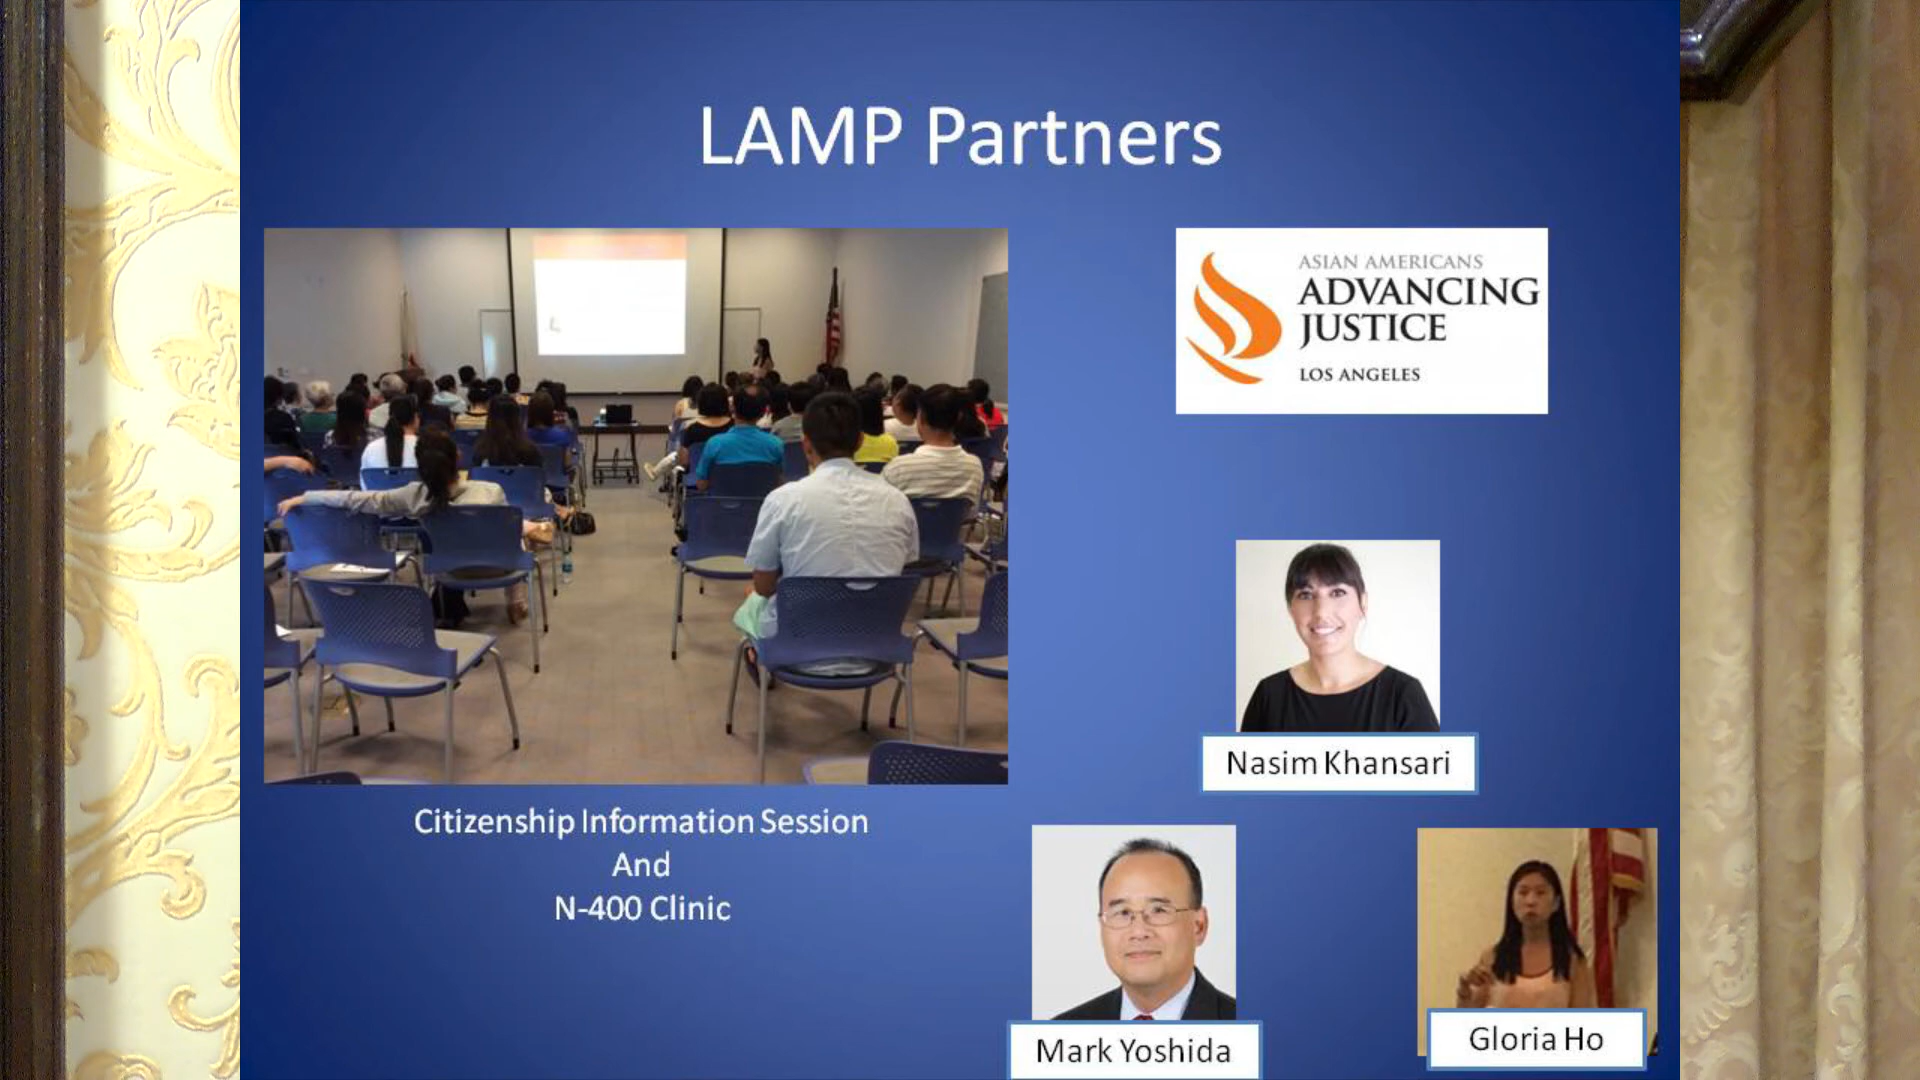 LAMP Partners
ASIAN AMERICANS
ADVANCING
JUSTICE
LOS ANGELES
Nasim Khansari
Citizenship Information Session
And
N-400 Clinic
Mark Yoshida
Gloria Ho